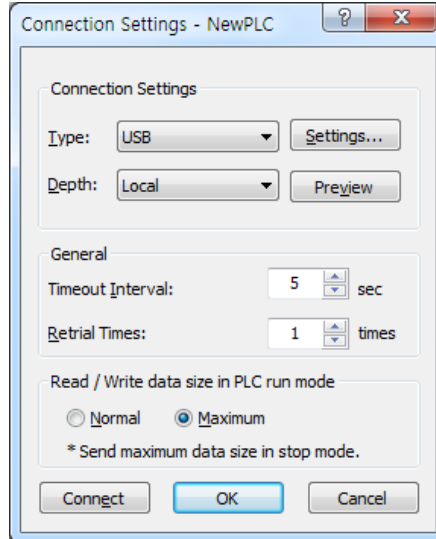 Connection Settings - NewPLC
Connection Settings
Type: USB Settings...
Depth: Local Preview
General
Timeout Interval: 5 sec
Retrial Times: 1 times
Read / Write data size in PLC run mode
Normal Maximum
* Send maximum data size in stop mode.
Connect OK Cancel